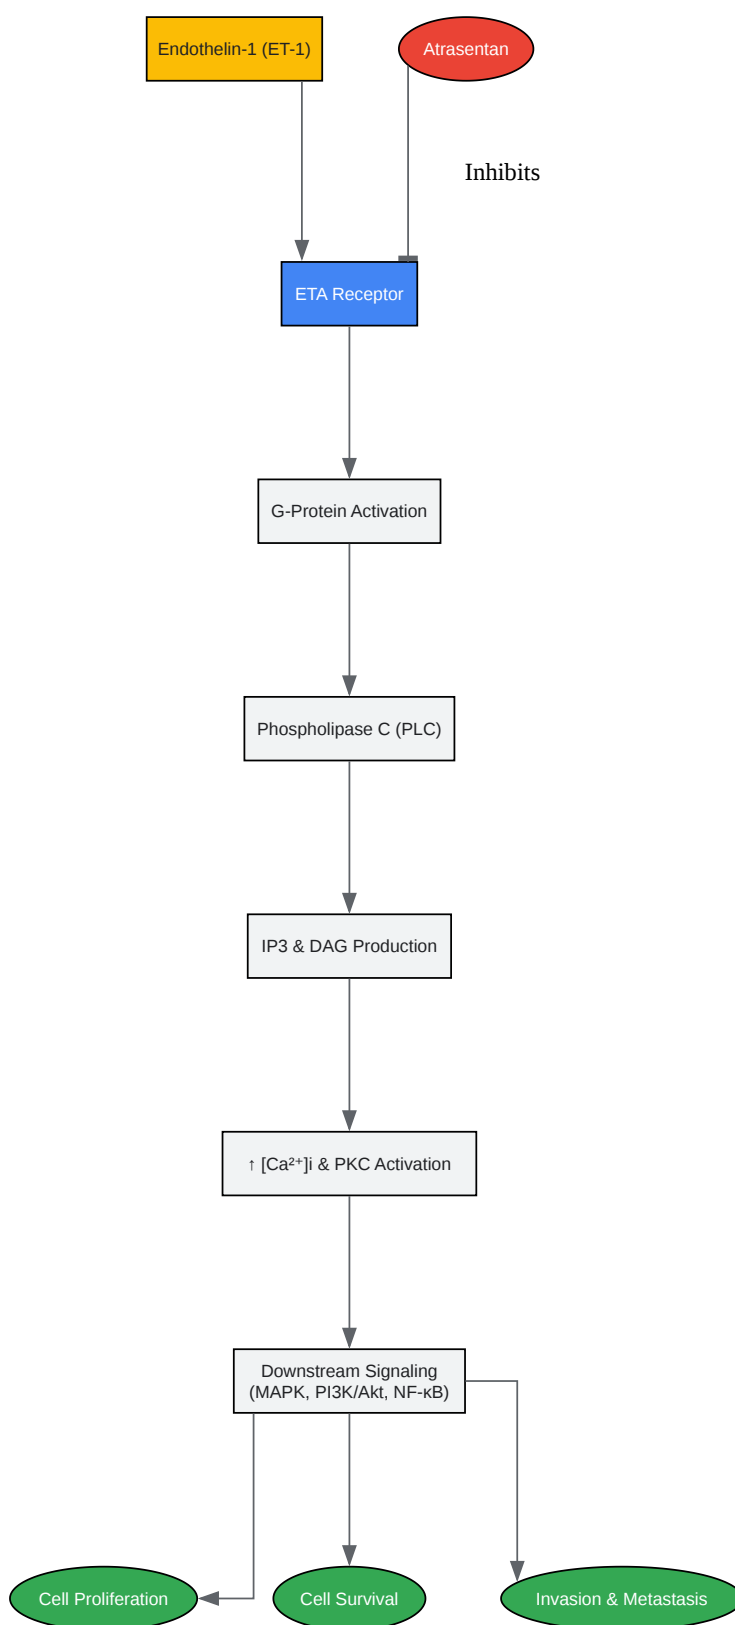 Endothelin-1 (ET-1)
Atrasentan
Inhibits
ETA Receptor
G-Protein Activation
Phospholipase C (PLC)
IP3 & DAG Production
↑ [Ca²⁺]i & PKC Activation
Downstream Signaling
(MAPK, PI3K/Akt, NF-κB)
Cell Proliferation
Cell Survival
Invasion & Metastasis